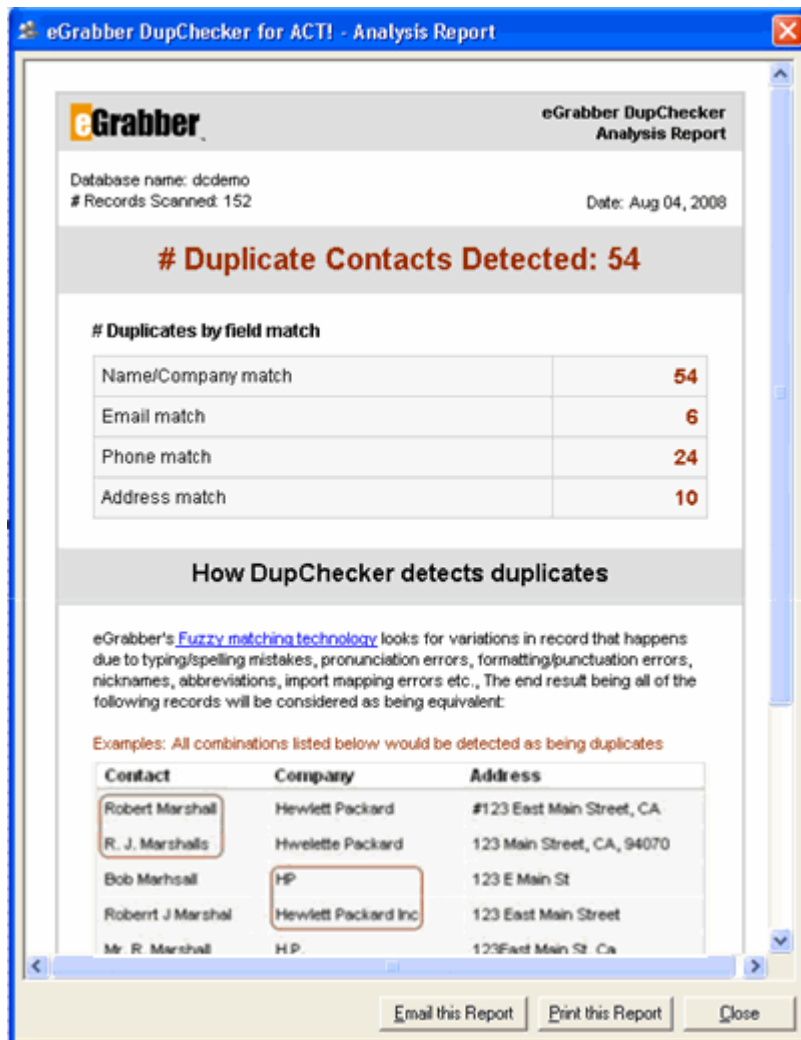 eGrabber DupChecker for ACT! - Analysis Report
eGrabber
eGrabber DupChecker
Analysis Report
Database name: dcdemo
# Records Scanned: 152
Date: Aug 04, 2008
# Duplicate Contacts Detected: 54
# Duplicates by field match
Name/Company match 54
Email match 6
Phone match 24
Address match 10
How DupChecker detects duplicates
eGrabber's Fuzzy matching technology looks for variations in record that happens
due to typing/spelling mistakes, pronunciation errors, formatting/punctuation errors,
nicknames, abbreviations, import mapping errors etc., The end result being all of the
following records will be considered as being equivalent:
Examples: All combinations listed below would be detected as being duplicates
Contact Company Address
Robert Marshall Hewlett Packard #123 East Main Street, CA
R. J. Marshalls Hwelette Packard 123 Main Street, CA, 94070
Bob Marhsall HP 123 E Main St
Roberrt J Marshal Hewlett Packard Inc 123 East Main Street
Mr. R. Marshall H.P. 123East Main St. Ca
Email this Report Print this Report Close